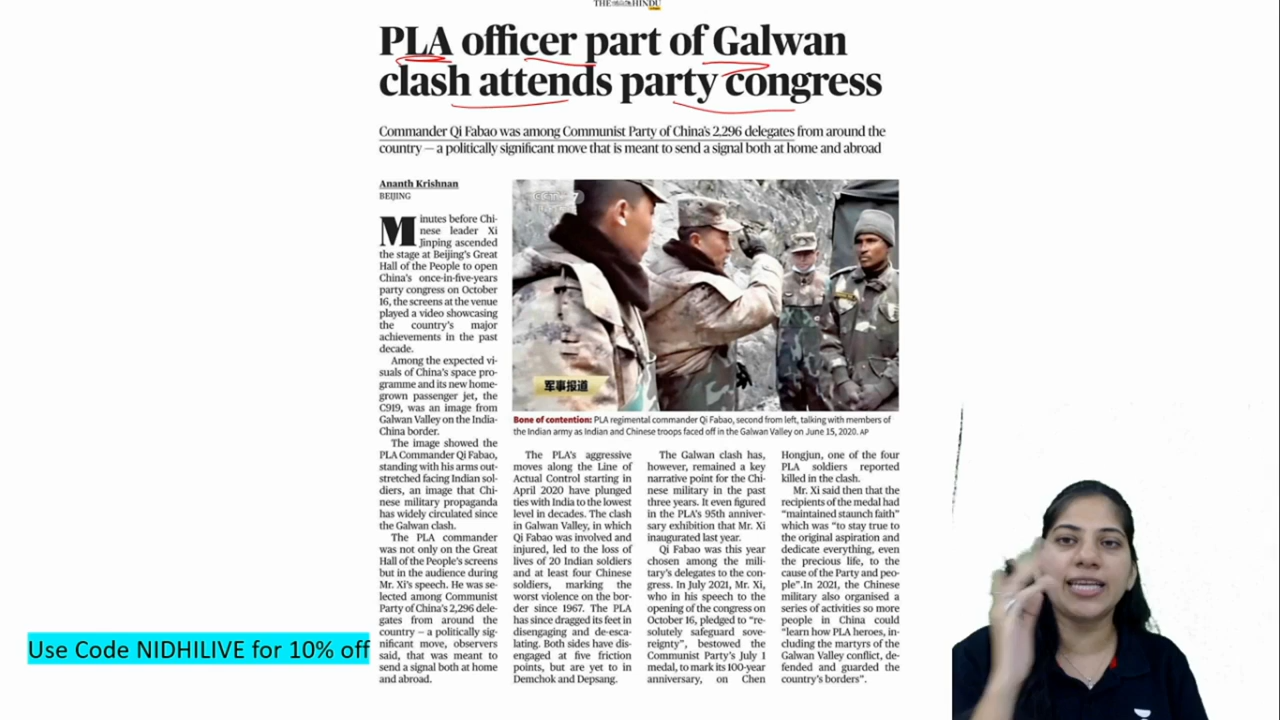 THE HINDU
PLA officer part of Galwan
clash attends party congress
Commander Qi Fabao was among Communist Party of China's 2,296 delegates from around the
country — a politically significant move that is meant to send a signal both at home and abroad
Ananth Krishnan
BEIJING
Minutes before Chi-
nese leader Xi
Jinping ascended
the stage at Beijing's Great
Hall of the People to open
China's once-in-five-years
party congress on October
16, the screens at the venue
played a video showcasing
the country's major
achievements in the past
decade.
Among the expected vi-
suals of China's space pro-
gramme and its new home-
grown passenger jet, the
C919, was an image from
Galwan Valley on the India-
China border.
The image showed the
PLA Commander Qi Fabao,
standing with his arms out-
stretched facing Indian sol-
diers, an image that Chi-
nese military propaganda
has widely circulated since
the Galwan clash.
The PLA commander
was not only on the Great
Hall of the People's screens
but in the audience during
Mr. Xi's speech. He was se-
lected among Communist
Party of China's 2,296 dele-
gates from around the
country — a politically sig-
nificant move, observers
said, that was meant to
send a signal both at home
and abroad.
军事报道
Bone of contention: PLA regimental commander Qi Fabao, second from left, talking with members of
the Indian army as Indian and Chinese troops faced off in the Galwan Valley on June 15, 2020. AP
The PLA's aggressive
moves along the Line of
Actual Control starting in
April 2020 have plunged
ties with India to the lowest
level in decades. The clash
in Galwan Valley, in which
Qi Fabao was involved and
injured, led to the loss of
lives of 20 Indian soldiers
and at least four Chinese
soldiers, marking the
worst violence on the bor-
der since 1967. The PLA
has since dragged its feet in
disengaging and de-esca-
lating. Both sides have dis-
engaged at five friction
points, but are yet to in
Demchok and Depsang.
The Galwan clash has,
however, remained a key
narrative point for the Chi-
nese military in the past
three years. It even figured
in the PLA's 95th anniver-
sary exhibition that Mr. Xi
inaugurated last year.
Qi Fabao was this year
chosen among the mili-
tary's delegates to the con-
gress. In July 2021, Mr. Xi,
who in his speech to the
opening of the congress on
October 16, pledged to "re-
solutely safeguard sove-
reignty", bestowed the
Communist Party's July 1
medal, to mark its 100-year
anniversary, on Chen
Hongjun, one of the four
PLA soldiers reported
killed in the clash.
Mr. Xi said then that the
recipients of the medal had
"maintained staunch faith"
which was "to stay true to
the original aspiration and
dedicate everything, even
the precious life, to the
cause of the Party and peo-
ple".In 2021, the Chinese
military also organised a
series of activities so more
people in China could
"learn how PLA heroes, in-
cluding the martyrs of the
Galwan Valley conflict, de-
fended and guarded the
country's borders".
Use Code NIDHILIVE for 10% off